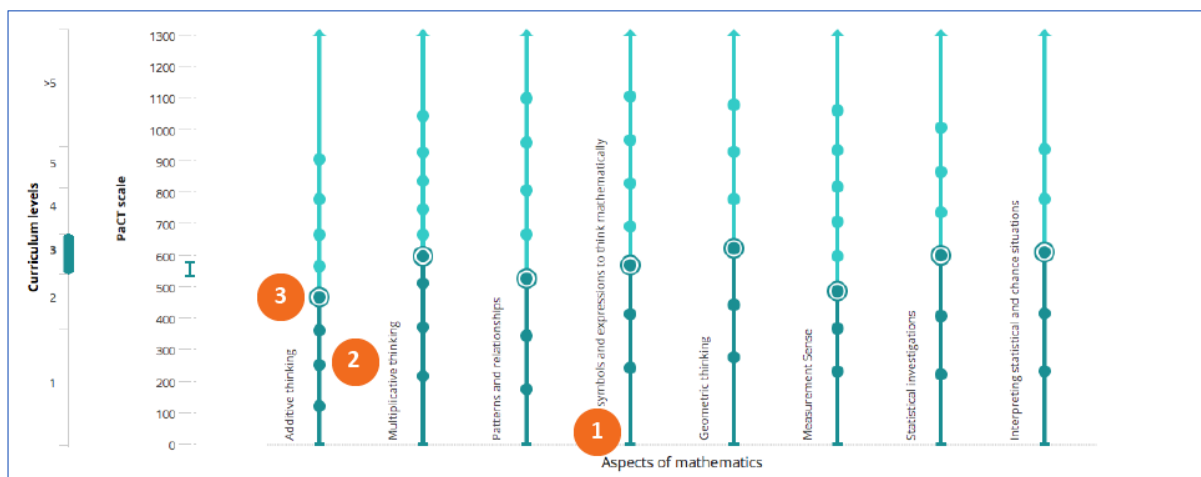 Curriculum levels
>5
5
4
3
2
1
PaCT scale
1300
1200
1100
1000
900
800
700
600
500
400
300
200
100
0
3
2
1
Additive thinking
Multiplicative thinking
Patterns and relationships
symbols and expressions to think mathematically
Geometric thinking
Measurement Sense
Statistical investigations
Interpreting statistical and chance situations
Aspects of mathematics